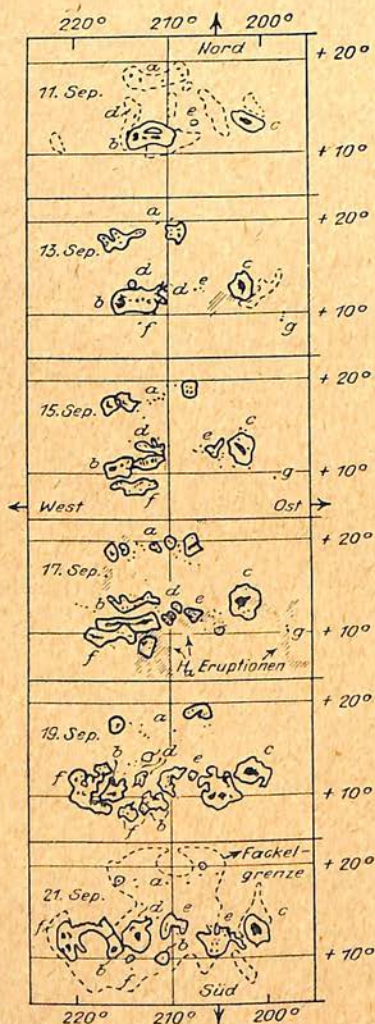 220° 210° 200°
Nord
+ 20°
11. Sep.
a
d
e
b
c
+ 10°
+ 20°
a
13. Sep.
d
c
b d e
+ 10°
f
g
+ 20°
15. Sep.
a
d
e
c
b
g
+ 10°
f
West
Ost
+ 20°
a
17. Sep.
b
d
e
c
g
+ 10°
f
Hα Eruptionen
+ 20°
19. Sep.
a
b
g d
e
c
f
+ 10°
f b
Fackel-
grenze
+ 20°
21. Sep.
a
d
e
c
f
e
b
b
+ 10°
f
Süd
220° 210° 200°